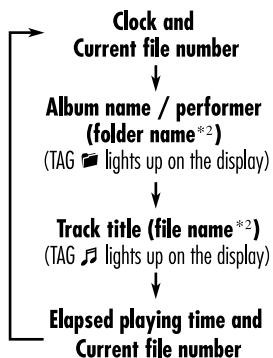 Clock and
Current file number
Album name / performer
(folder name*2)
(TAG lights up on the display)
Track title (file name*2)
(TAG lights up on the display)
Elapsed playing time and
Current file number